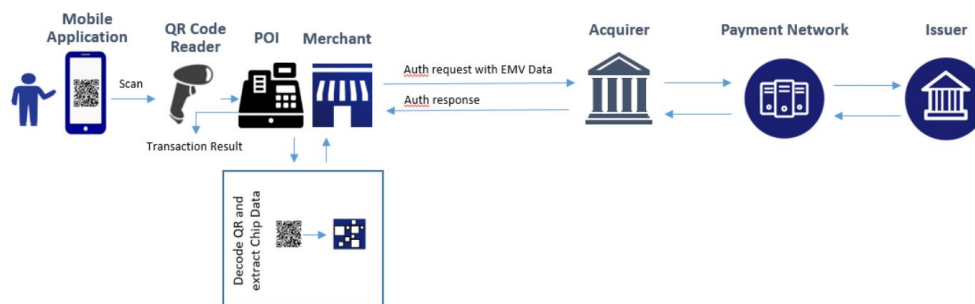 Mobile
Application
QR Code
Reader
POI
Merchant
Acquirer
Payment Network
Issuer
Scan
Auth request with EMV Data
Auth response
Transaction Result
Decode QR and
extract Chip Data